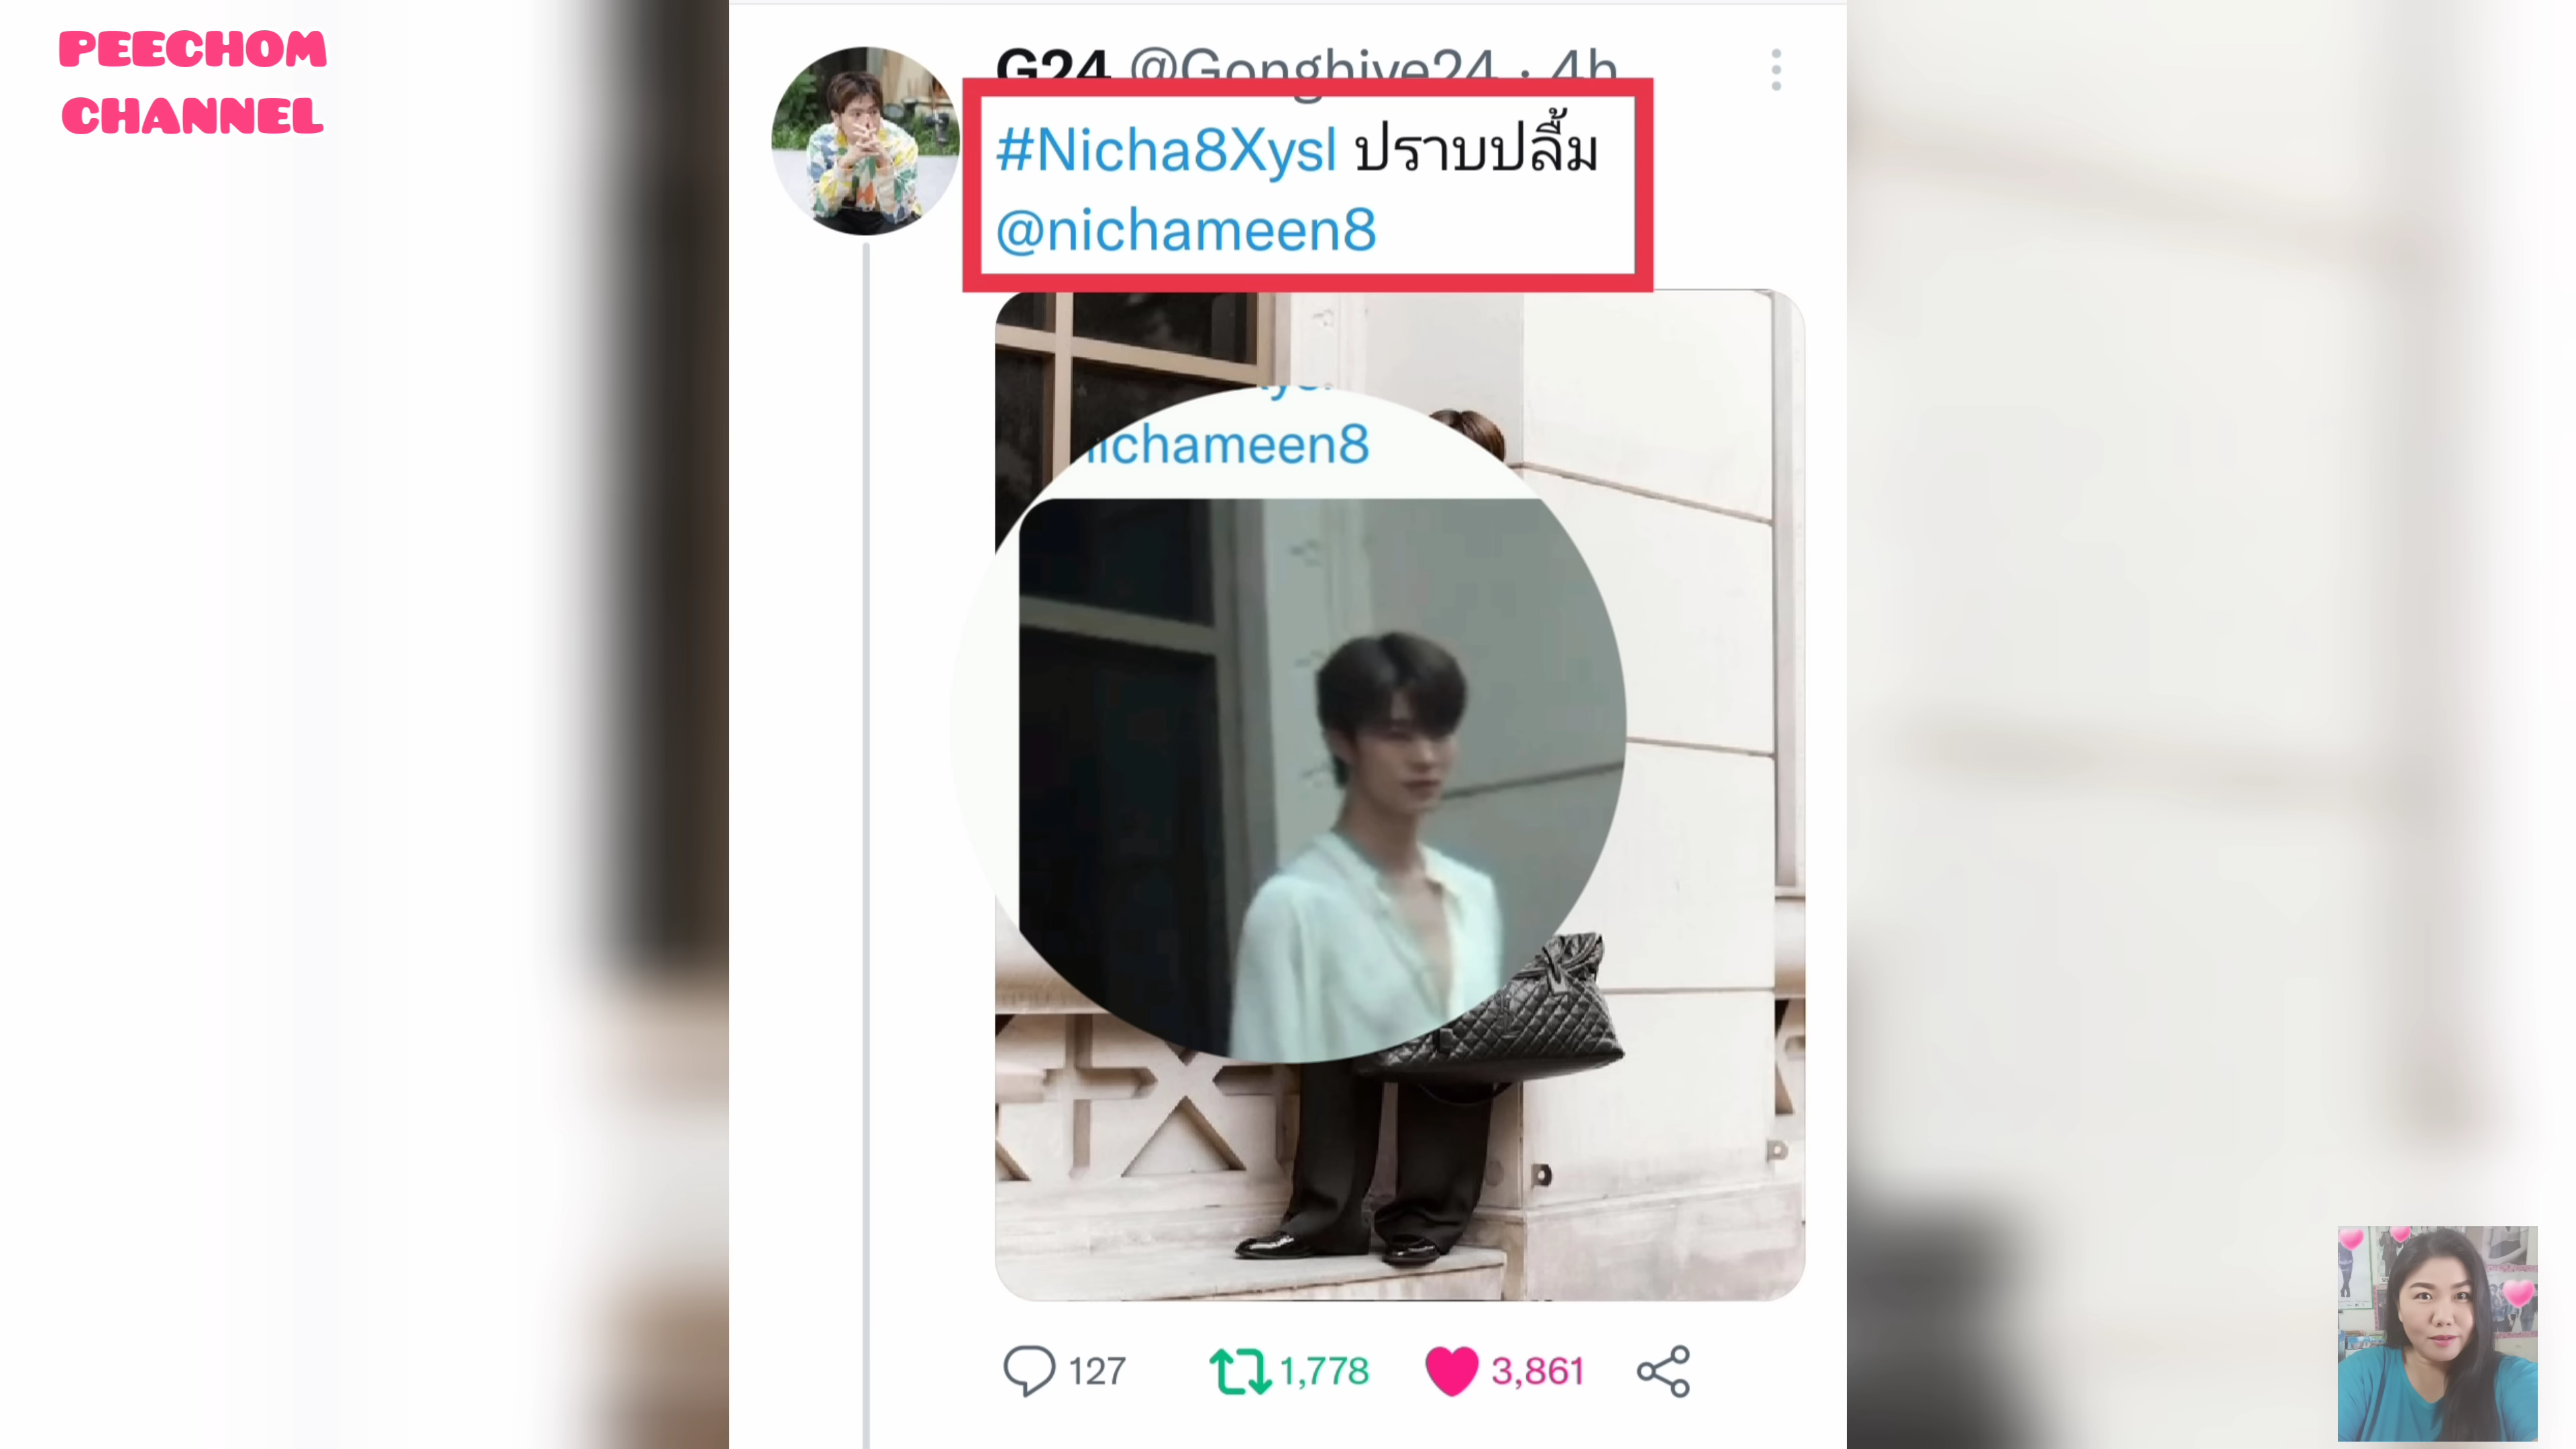 PEECHOM
CHANNEL
G24 @Gonghive24 · 4h
#Nicha8Xysl ปราบปลื้ม
@nichameen8
ichameen8
127 1,778 3,861